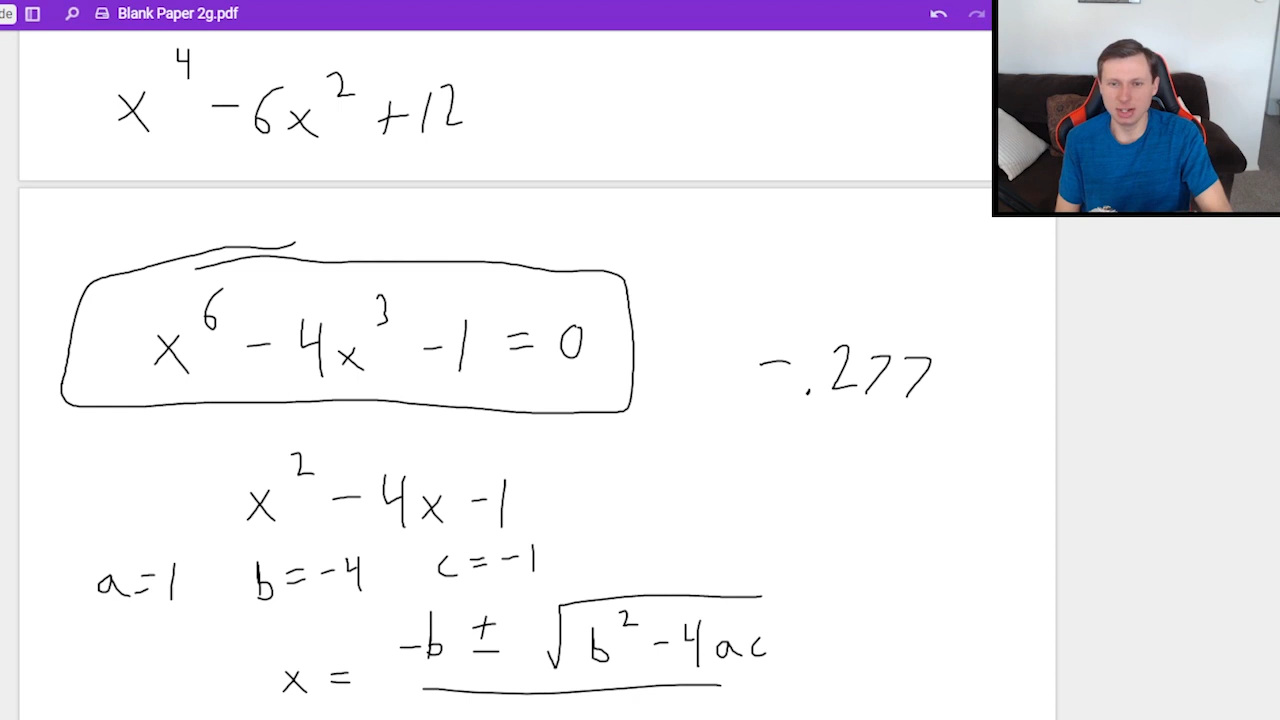 de Blank Paper 2g.pdf
x⁴ - 6x² + 12
x⁶ - 4x³ - 1 = 0
-.277
x² - 4x - 1
a = 1 b = -4 c = -1
x = -b ± √(b² - 4ac)